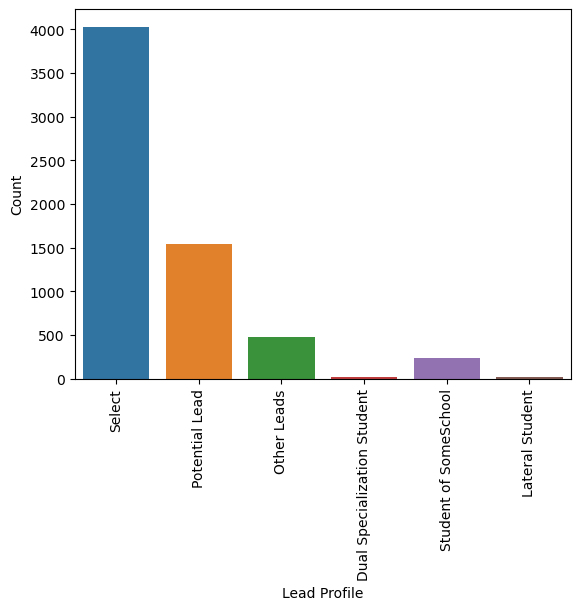 4000
3500
3000
2500
2000
1500
1000
500
0
Count
Select
Potential Lead
Other Leads
Dual Specialization Student
Student of SomeSchool
Lateral Student
Lead Profile